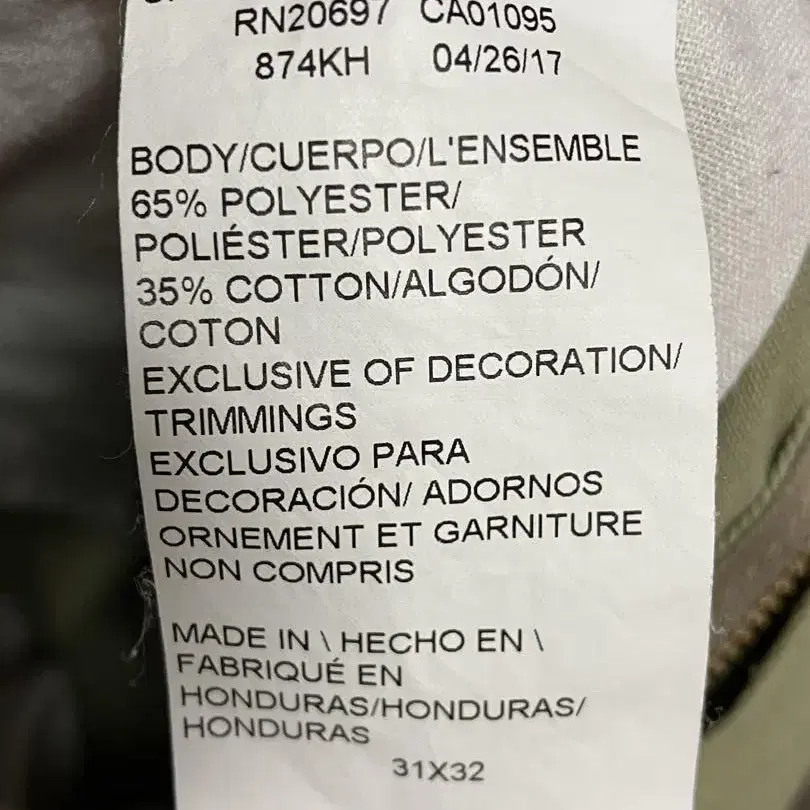 RN20697 CA01095
874KH 04/26/17
BODY/CUERPO/L'ENSEMBLE
65% POLYESTER/
POLIÉSTER/POLYESTER
35% COTTON/ALGODÓN/
COTON
EXCLUSIVE OF DECORATION/
TRIMMINGS
EXCLUSIVO PARA
DECORACIÓN/ ADORNOS
ORNEMENT ET GARNITURE
NON COMPRIS
MADE IN \ HECHO EN \
FABRIQUÉ EN
HONDURAS/HONDURAS/
HONDURAS
31X32